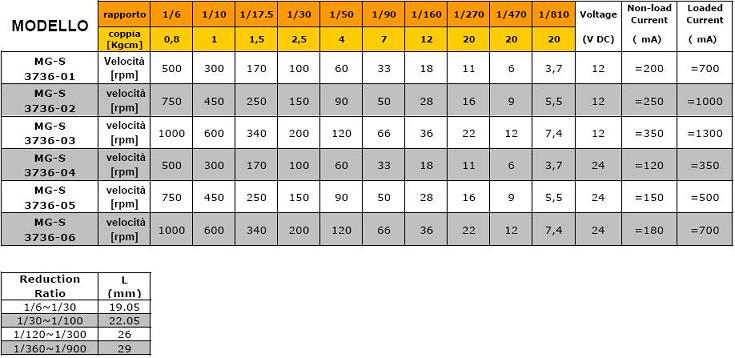 MODELLO rapporto 1/6 1/10 1/17.5 1/30 1/50 1/90 1/160 1/270 1/470 1/810 Voltage (V DC) Non-load Current ( mA) Loaded Current ( mA)
coppia [Kgcm] 0,8 1 1,5 2,5 4 7 12 20 20 20
MG-S 3736-01 Velocità [rpm] 500 300 170 100 60 33 18 11 6 3,7 12 =200 =700
MG-S 3736-02 velocità [rpm] 750 450 250 150 90 50 28 16 9 5,5 12 =250 =1000
MG-S 3736-03 velocità [rpm] 1000 600 340 200 120 66 36 22 12 7,4 12 =350 =1300
MG-S 3736-04 velocità [rpm] 500 300 170 100 60 33 18 11 6 3,7 24 =120 =350
MG-S 3736-05 velocità [rpm] 750 450 250 150 90 50 28 16 9 5,5 24 =150 =500
MG-S 3736-06 velocità [rpm] 1000 600 340 200 120 66 36 22 12 7,4 24 =180 =700
Reduction Ratio L (mm)
1/6~1/30 19.05
1/30~1/100 22.05
1/120~1/300 26
1/360~1/900 29